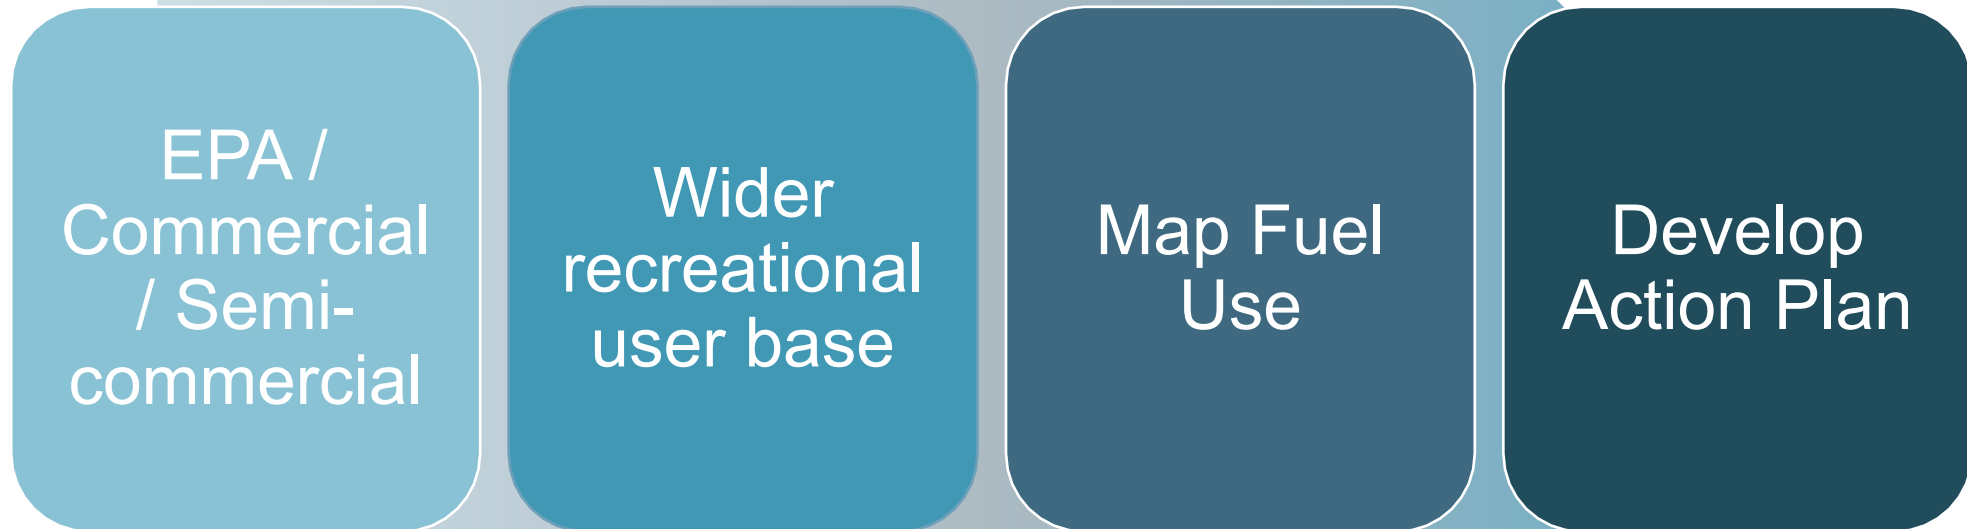 EPA /
Commercial
/ Semi-
commercial
Wider
recreational
user base
Map Fuel
Use
Develop
Action Plan